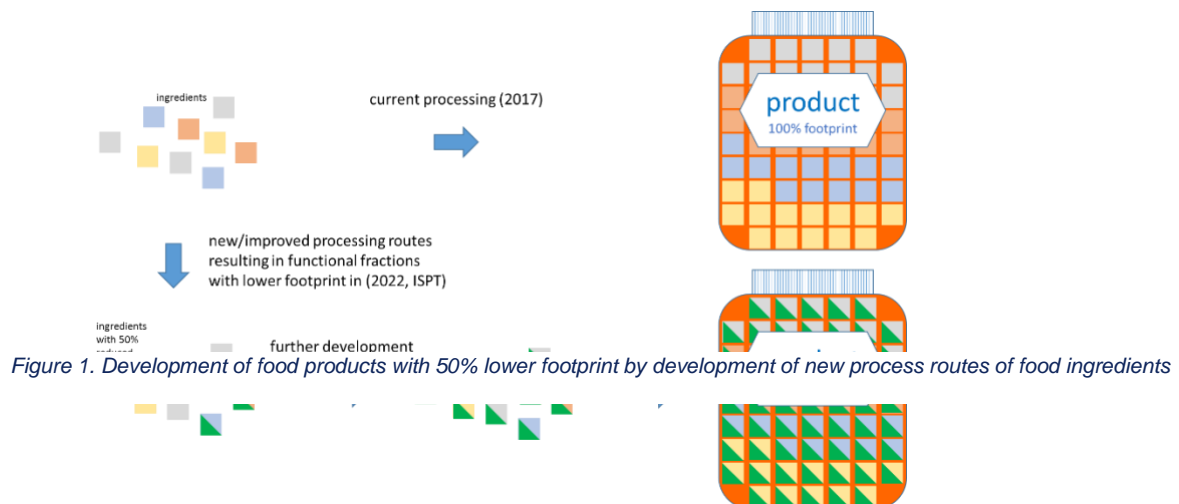 ingredients
current processing (2017)
product
100% footprint
new/improved processing routes
resulting in functional fractions
with lower footprint in (2022, ISPT)
ingredients
with 50%
further development
Figure 1. Development of food products with 50% lower footprint by development of new process routes of food ingredients